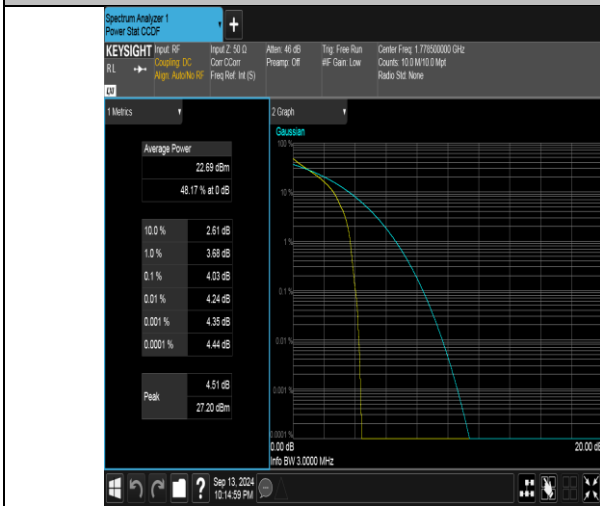 Spectrum Analyzer 1
Power Stat CCDF
+
KEYSIGHT
RL
LXI
Input: RF
Coupling: DC
Align: Auto/No RF
Input Z: 50 Ω
Corr CCorr
Freq Ref: Int (S)
Atten: 46 dB
Preamp: Off
Trig: Free Run
#IF Gain: Low
Center Freq: 1.778500000 GHz
Counts: 10.0 M/10.0 Mpt
Radio Std: None
1 Metrics
Average Power
22.69 dBm
48.17 % at 0 dB
10.0 % 2.61 dB
1.0 % 3.68 dB
0.1 % 4.03 dB
0.01 % 4.24 dB
0.001 % 4.35 dB
0.0001 % 4.44 dB
Peak
4.51 dB
27.20 dBm
2 Graph
Gaussian
100 %
10 %
1 %
0.1 %
0.01 %
0.001 %
0.0001 %
0.00 dB
20.00 dB
Info BW 3.0000 MHz
?
Sep 13, 2024
10:14:59 PM